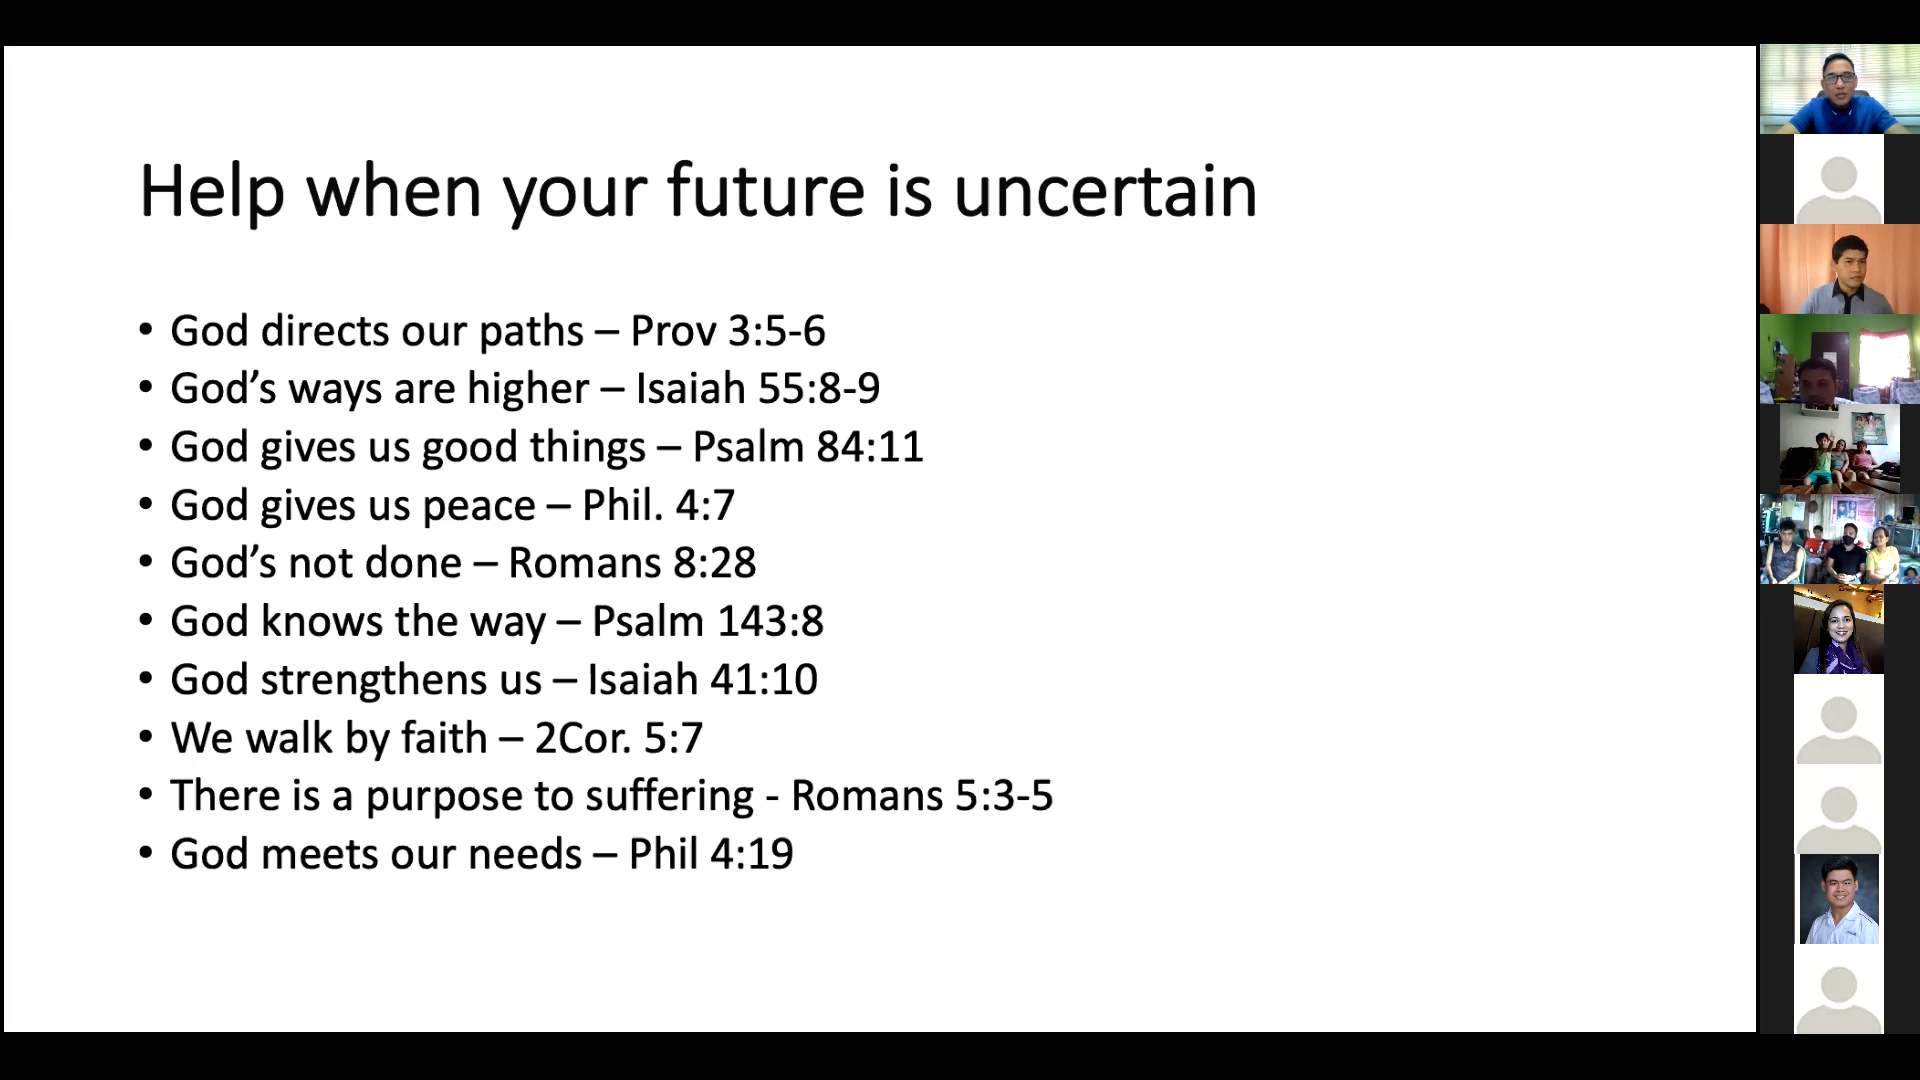 Help when your future is uncertain
• God directs our paths – Prov 3:5-6
• God’s ways are higher – Isaiah 55:8-9
• God gives us good things – Psalm 84:11
• God gives us peace – Phil. 4:7
• God’s not done – Romans 8:28
• God knows the way – Psalm 143:8
• God strengthens us – Isaiah 41:10
• We walk by faith – 2Cor. 5:7
• There is a purpose to suffering - Romans 5:3-5
• God meets our needs – Phil 4:19